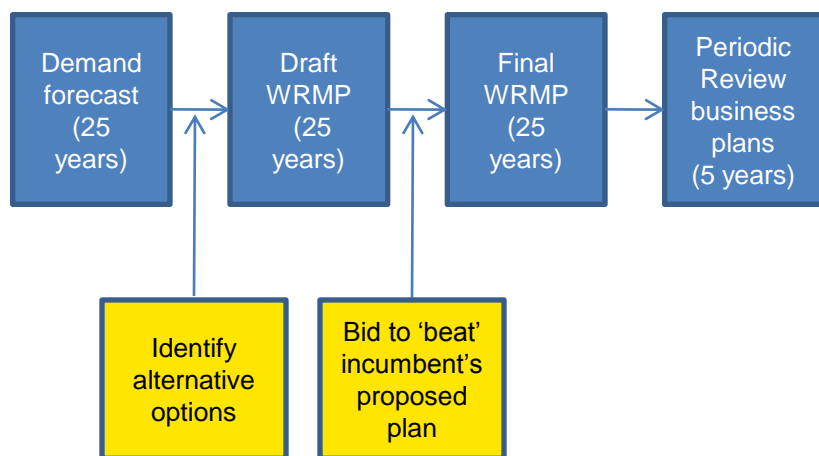 Demand
forecast
(25
years)
Draft
WRMP
(25
years)
Final
WRMP
(25
years)
Periodic
Review
business
plans
(5 years)
Identify
alternative
options
Bid to ‘beat’
incumbent’s
proposed
plan